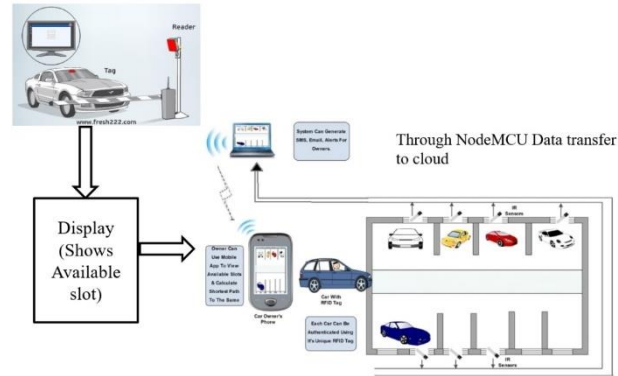 Reader
Tag
www.fresh222.com
Display
(Shows
Available
slot)
System Can Generate
SMS, Email, Alerts For
Owners.
Through NodeMCU Data transfer
to cloud
Owner Can
Use Mobile
App To View
Available Slots
& Calculate
Shortest Path
To The Same
Car Owner's
Phone
Car With
RFID Tag
Each Car Can Be
Authenticated Using
It's Unique RFID Tag
IR
Sensors
IR
Sensors